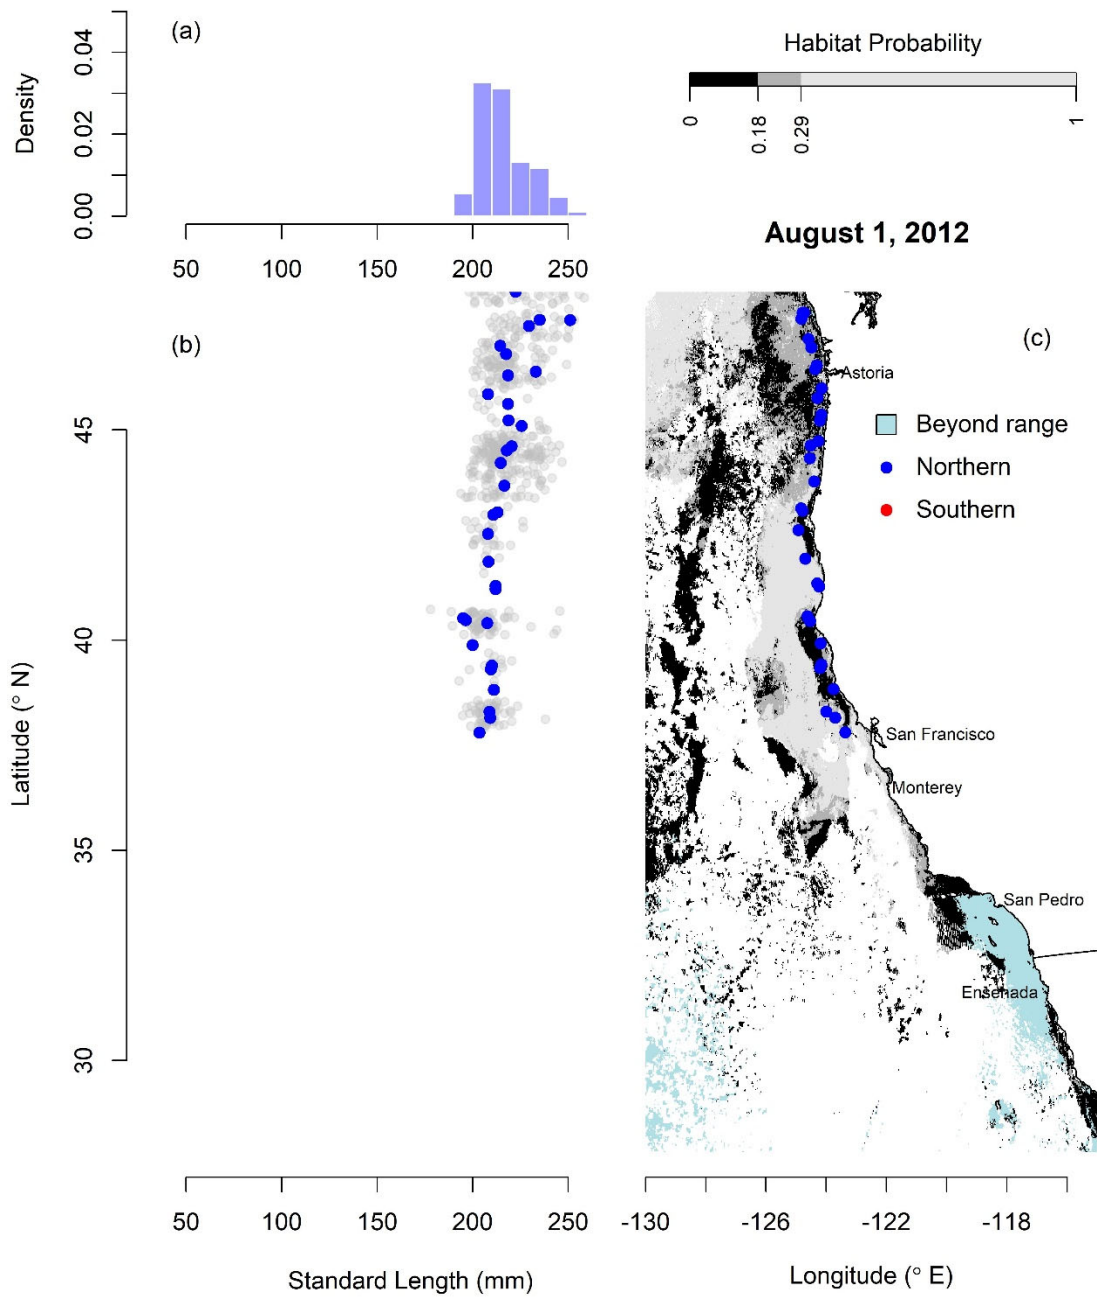 (a)
Density
0.04
0.02
0.00
50
100
150
200
250
Habitat Probability
0
0.18
0.29
1
August 1, 2012
(b)
Latitude (° N)
45
40
35
30
50
100
150
200
250
Standard Length (mm)
(c)
Astoria
Beyond range
Northern
Southern
San Francisco
Monterey
San Pedro
Ensenada
-130
-126
-122
-118
Longitude (° E)